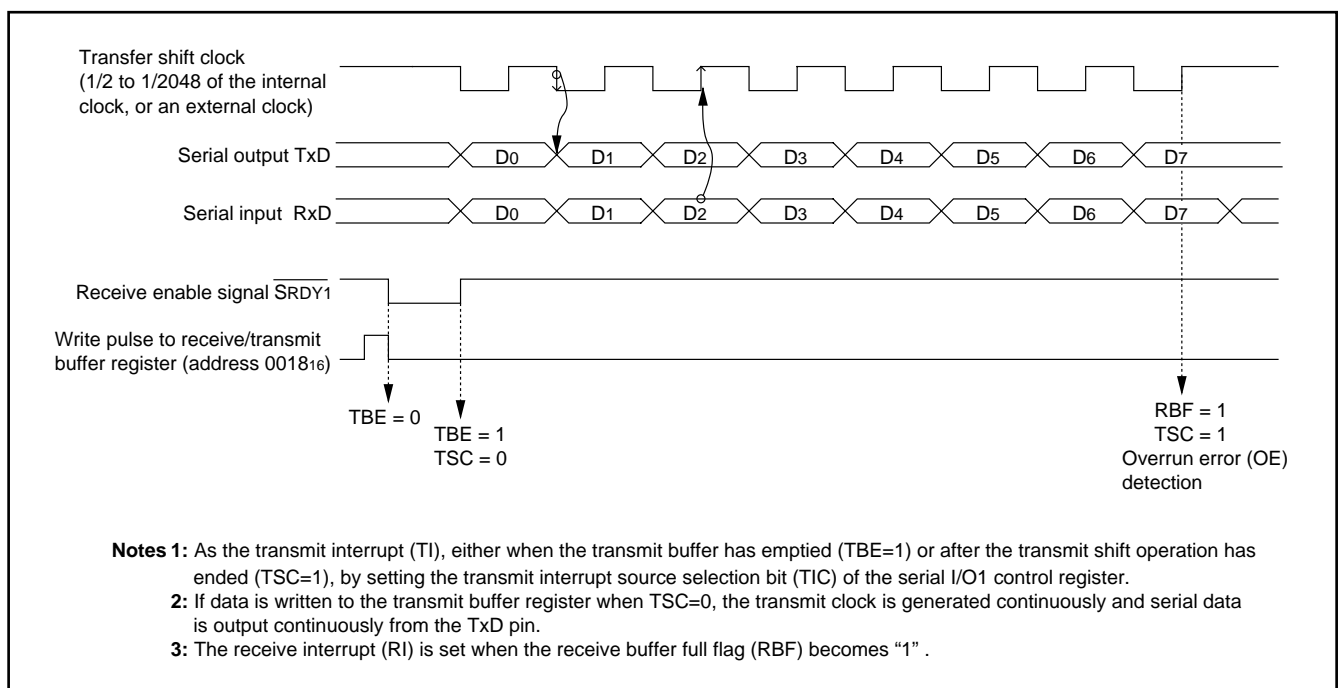 Transfer shift clock
(1/2 to 1/2048 of the internal
clock, or an external clock)
Serial output TxD D0 D1 D2 D3 D4 D5 D6 D7
Serial input RxD D0 D1 D2 D3 D4 D5 D6 D7
Receive enable signal S̅R̅D̅Y̅1̅
Write pulse to receive/transmit
buffer register (address 001816)
TBE = 0
TBE = 1
TSC = 0
RBF = 1
TSC = 1
Overrun error (OE)
detection
Notes 1: As the transmit interrupt (TI), either when the transmit buffer has emptied (TBE=1) or after the transmit shift operation has
ended (TSC=1), by setting the transmit interrupt source selection bit (TIC) of the serial I/O1 control register.
2: If data is written to the transmit buffer register when TSC=0, the transmit clock is generated continuously and serial data
is output continuously from the TxD pin.
3: The receive interrupt (RI) is set when the receive buffer full flag (RBF) becomes “1” .